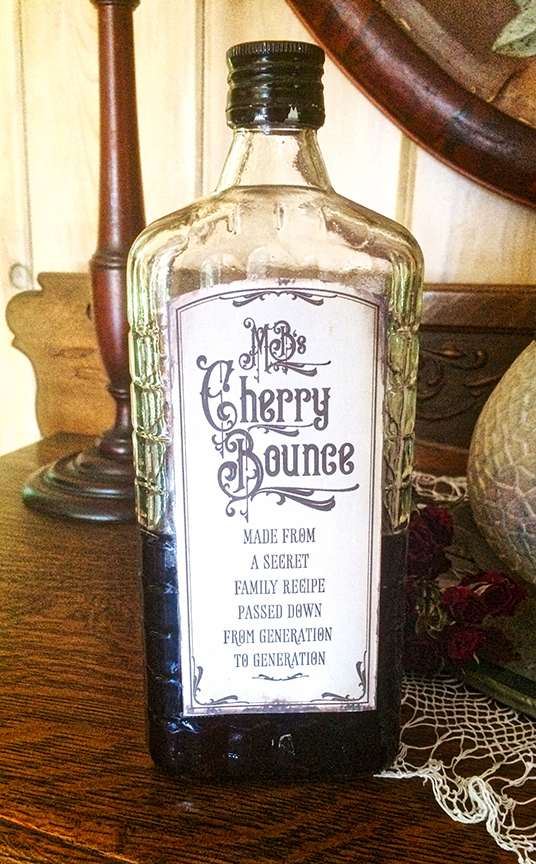 MB's
Cherry
Bounce
MADE FROM
A SECRET
FAMILY RECIPE
PASSED DOWN
FROM GENERATION
TO GENERATION